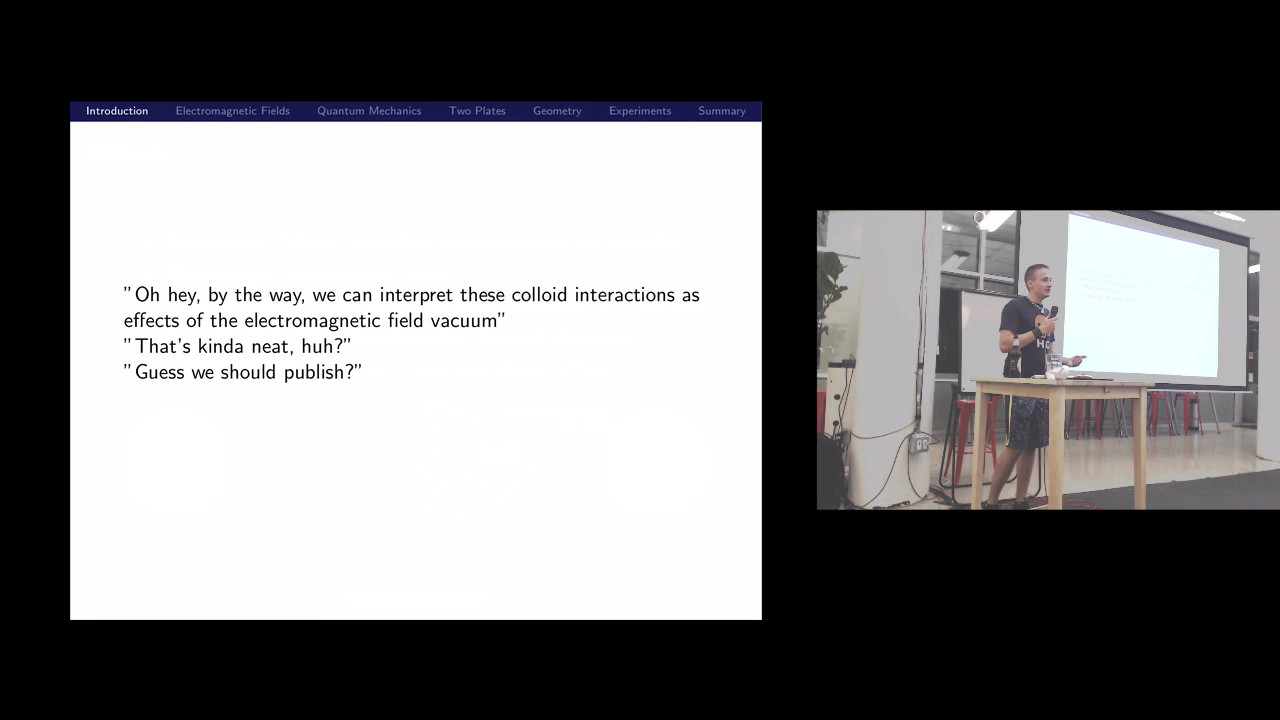 Introduction Electromagnetic Fields Quantum Mechanics Two Plates Geometry Experiments Summary
”Oh hey, by the way, we can interpret these colloid interactions as
effects of the electromagnetic field vacuum”
”That’s kinda neat, huh?”
”Guess we should publish?”